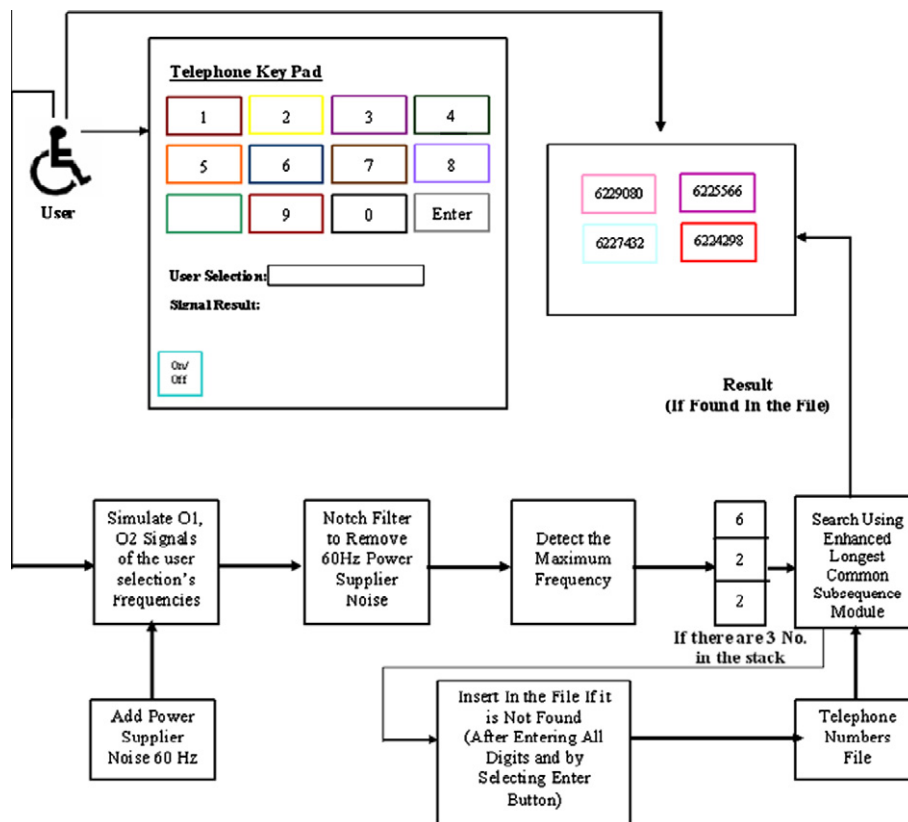 Telephone Key Pad
1
2
3
4
5
6
7
8
9
0
Enter
User
User Selection:
Signal Result:
On/
Off
6229080
6225566
6227432
6224298
Result
(If Found In the File)
Simulate O1,
O2 Signals
of the user
selection's
Frequencies
Notch Filter
to Remove
60Hz Power
Supplier
Noise
Detect the
Maximum
Frequency
6
2
2
Search Using
Enhanced
Longest
Common
Subsequence
Module
If there are 3 No.
in the stack
Add Power
Supplier
Noise 60 Hz
Insert In the File If it
is Not Found
(After Entering All
Digits and by
Selecting Enter
Button)
Telephone
Numbers
File